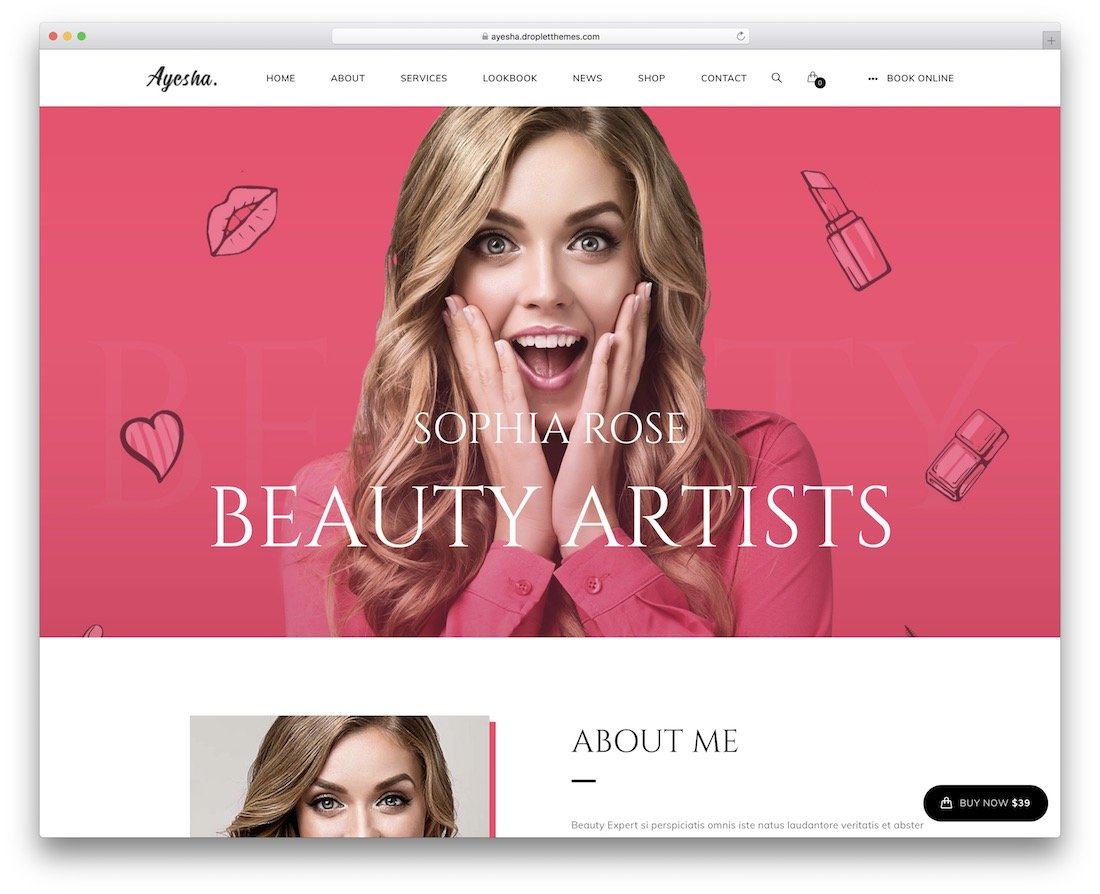 ayesha.dropletthemes.com
Ayesha.
HOME ABOUT SERVICES LOOKBOOK NEWS SHOP CONTACT 0 ••• BOOK ONLINE
BEAUTY
SOPHIA ROSE
BEAUTY ARTISTS
ABOUT ME
BUY NOW $39
Beauty Expert si perspiciatis omnis iste natus laudantore veritatis et abster